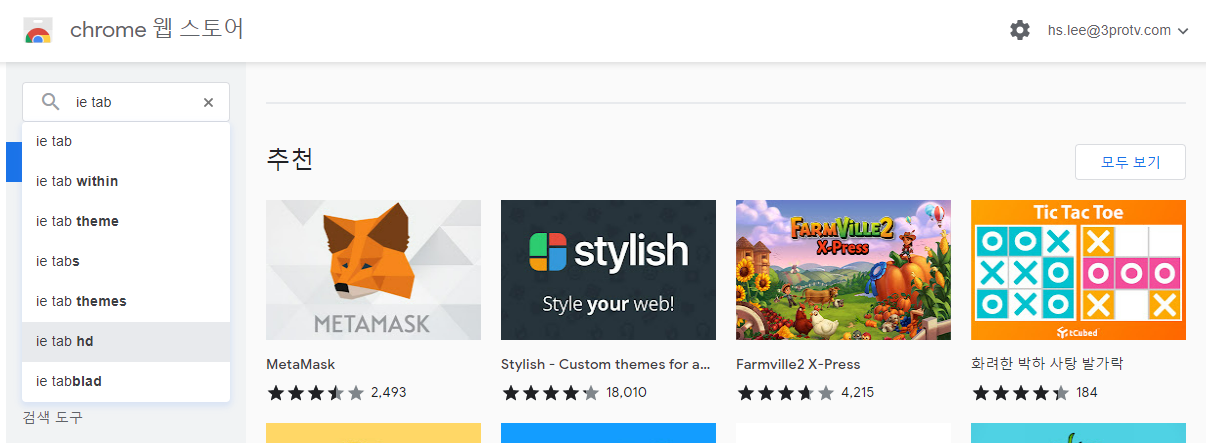 chrome 웹 스토어
hs.lee@3protv.com
ie tab
ie tab
ie tab within
ie tab theme
ie tabs
ie tab themes
ie tab hd
ie tabblad
검색 도구
추천
모두 보기
METAMASK
stylish
Style your web!
FARMVILLE2
X-Press
Tic Tac Toe
tCubed
MetaMask
2,493
Stylish - Custom themes for a...
18,010
Farmville2 X-Press
4,215
화려한 박하 사탕 발가락
184